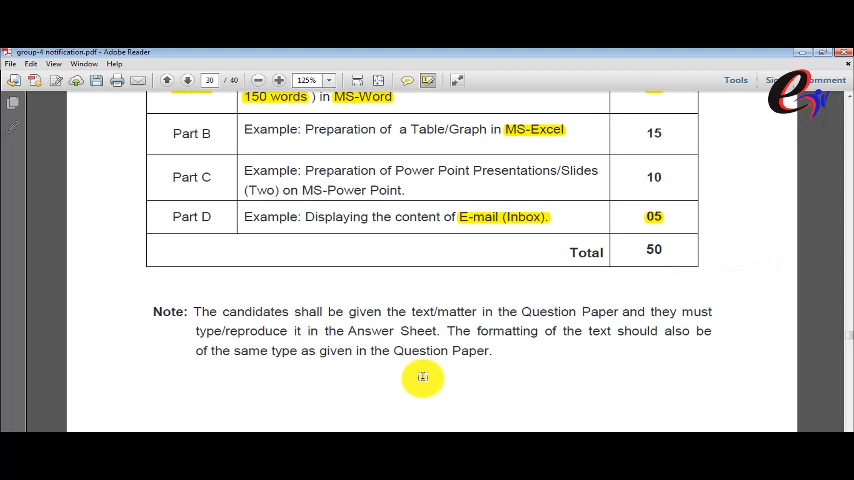 group-4 notification.pdf - Adobe Reader
File Edit View Window Help
30 / 40 125% Tools Comment
150 words ) in MS-Word
Part B Example: Preparation of a Table/Graph in MS-Excel 15
Part C Example: Preparation of Power Point Presentations/Slides 10
(Two) on MS-Power Point.
Part D Example: Displaying the content of E-mail (Inbox). 05
Total 50
Note: The candidates shall be given the text/matter in the Question Paper and they must
type/reproduce it in the Answer Sheet. The formatting of the text should also be
of the same type as given in the Question Paper.